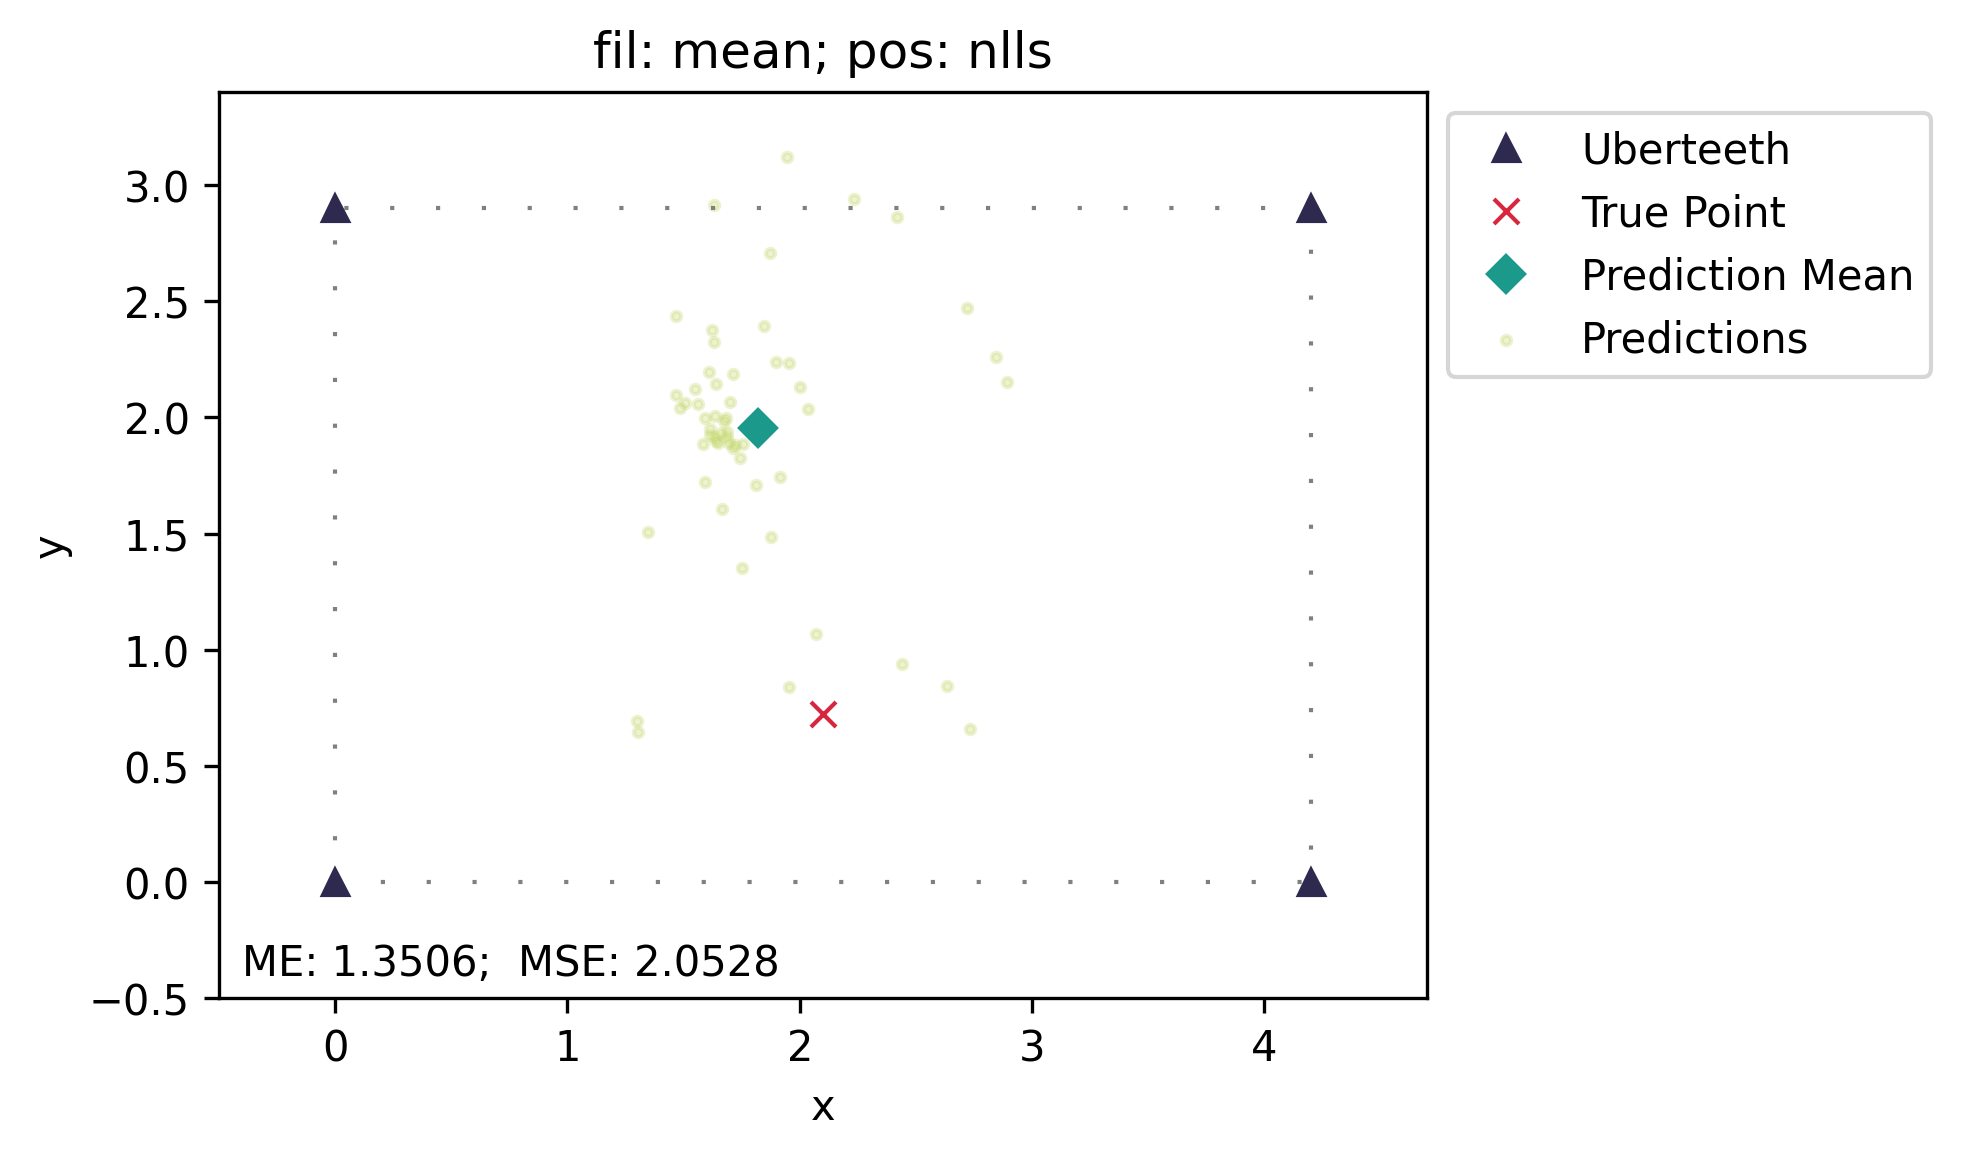 fil: mean; pos: nlls
Uberteeth
True Point
Prediction Mean
Predictions
3.0
2.5
2.0
1.5
1.0
0.5
0.0
−0.5
y
ME: 1.3506;  MSE: 2.0528
0 1 2 3 4
x